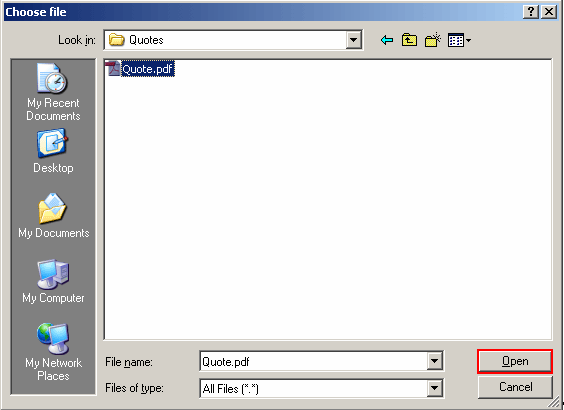 Choose file
Look in: Quotes
Quote.pdf
My Recent
Documents
Desktop
My Documents
My Computer
My Network
Places
File name: Quote.pdf Open
Files of type: All Files (*.*) Cancel